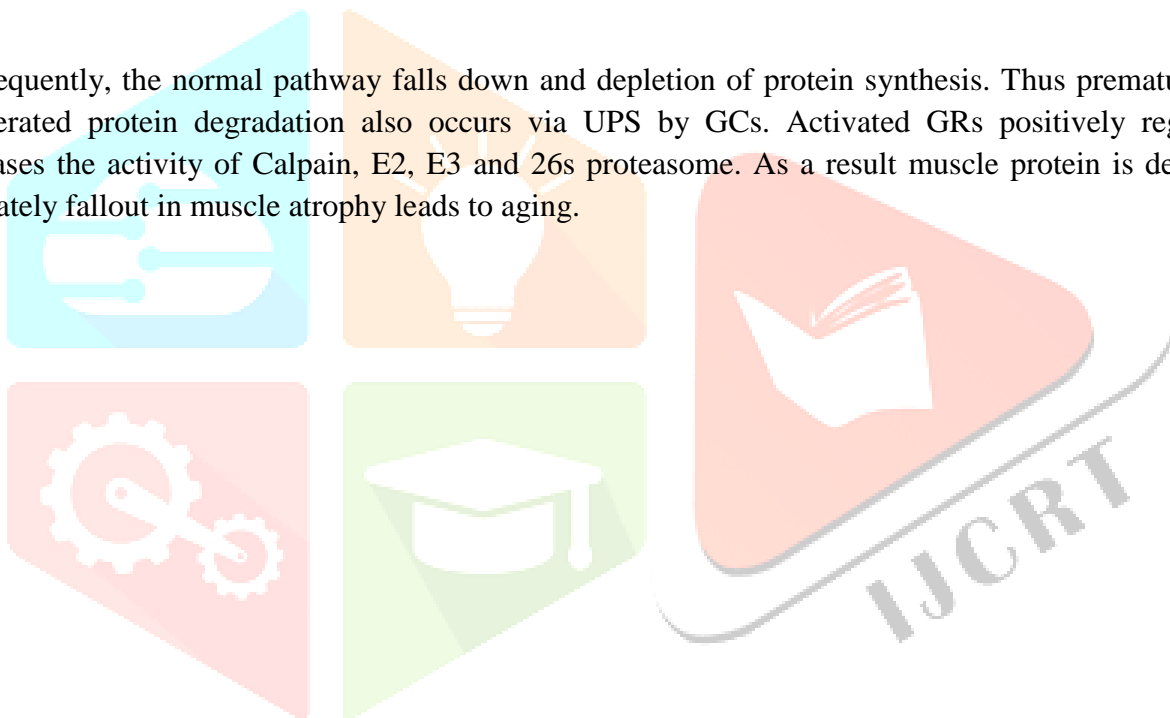 equently, the normal pathway falls down and depletion of protein synthesis. Thus prematu
erated protein degradation also occurs via UPS by GCs. Activated GRs positively reg
ases the activity of Calpain, E2, E3 and 26s proteasome. As a result muscle protein is de
ately fallout in muscle atrophy leads to aging.
IJCRT